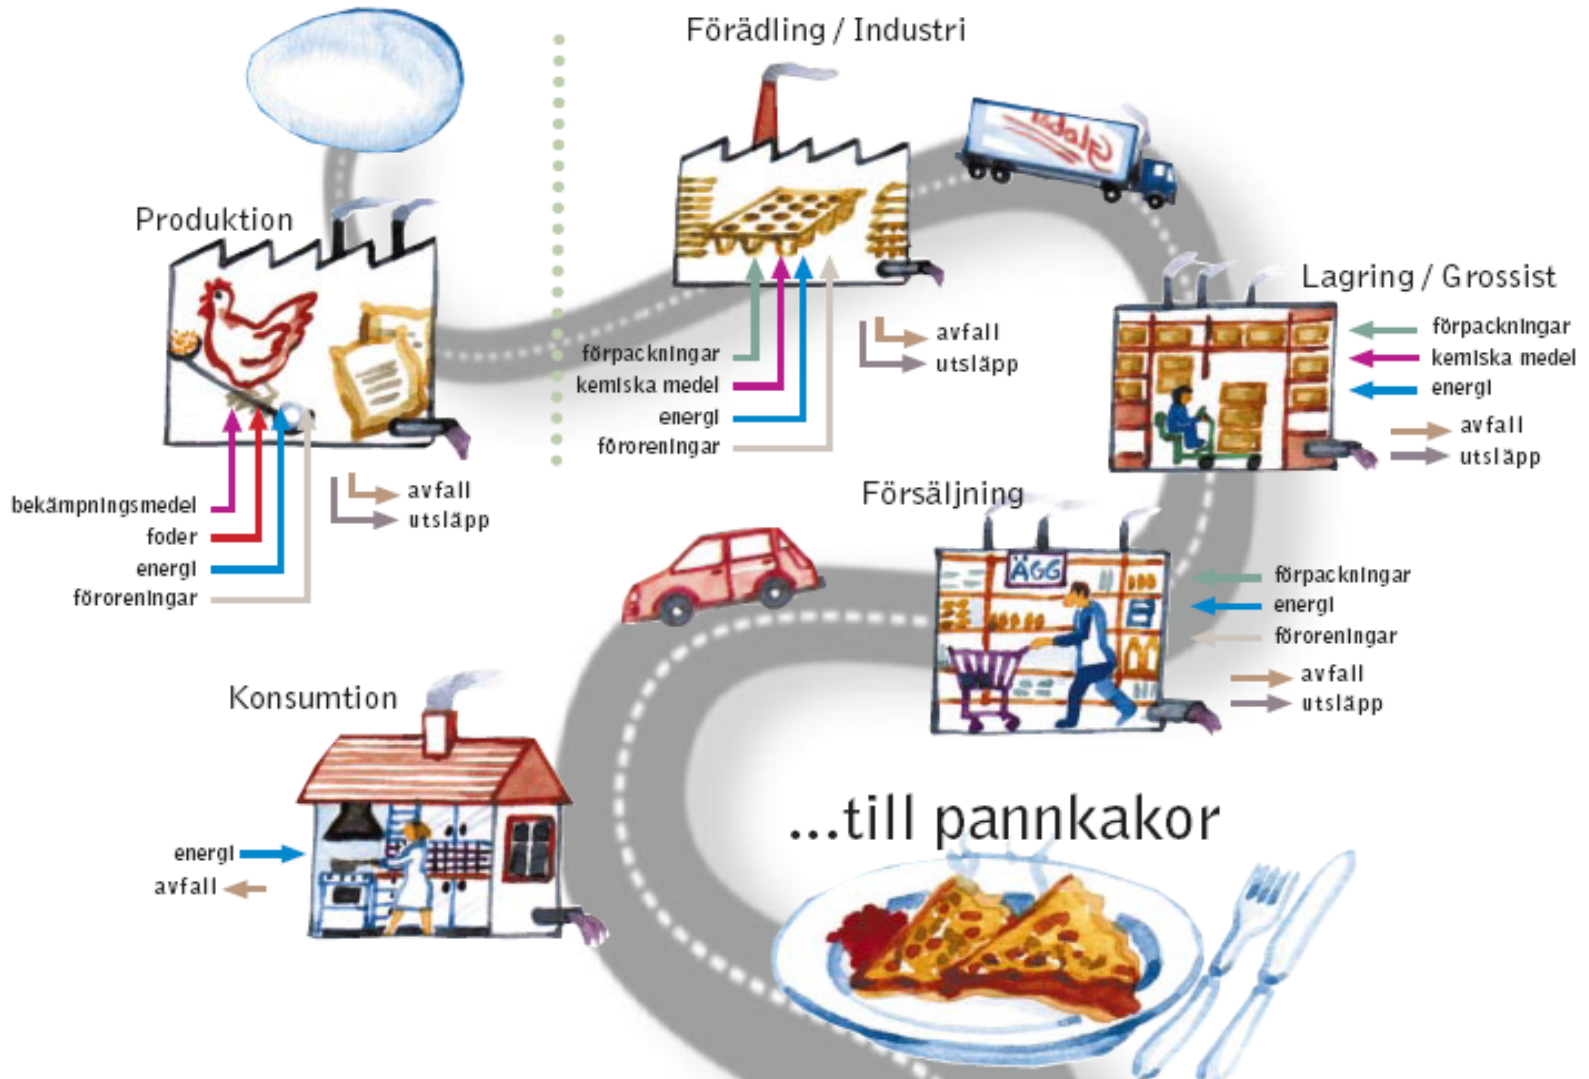 Förädling / Industri
Global
Produktion
Lagring / Grossist
förpackningar
kemiska medel
energi
föroreningar
avfall
utsläpp
förpackningar
kemiska medel
energi
avfall
utsläpp
bekämpningsmedel
foder
energi
föroreningar
avfall
utsläpp
Försäljning
ÄGG
förpackningar
energi
föroreningar
avfall
utsläpp
Konsumtion
energi
avfall
...till pannkakor